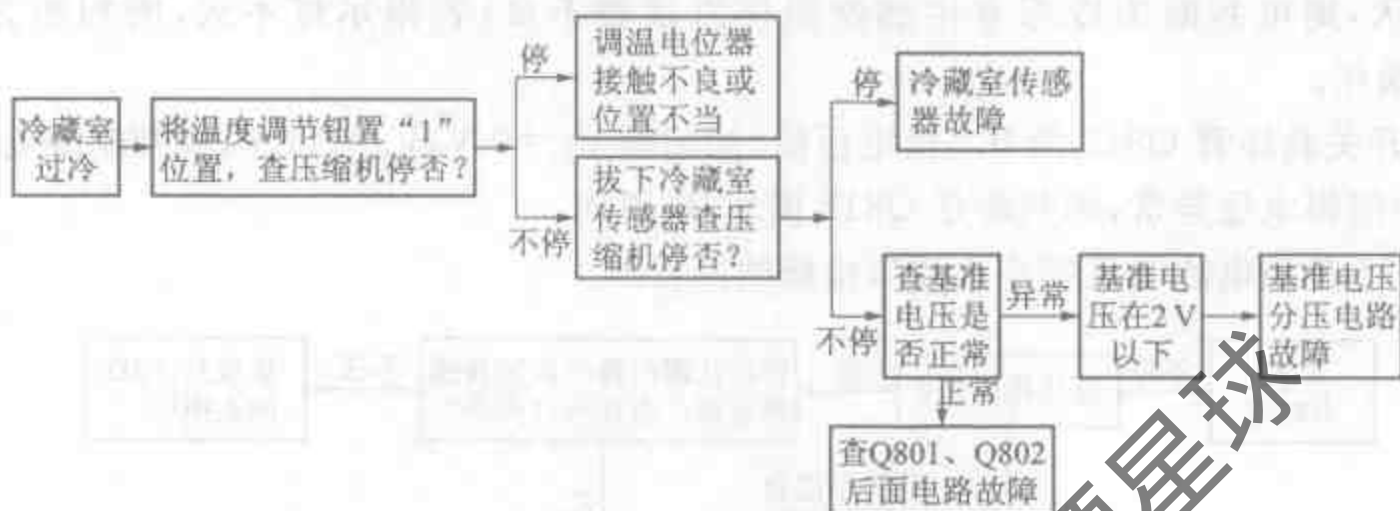 冷藏室
过冷
将温度调节钮置“1”
位置，查压缩机停否？
停
调温电位器
接触不良或
位置不当
不停
拔下冷藏室
传感器查压
缩机停否？
停
冷藏室传感
器故障
不停
查基准
电压是
否正常
异常
基准电
压在2 V
以下
基准电压
分压电路
故障
正常
查Q801、Q802
后面电路故障